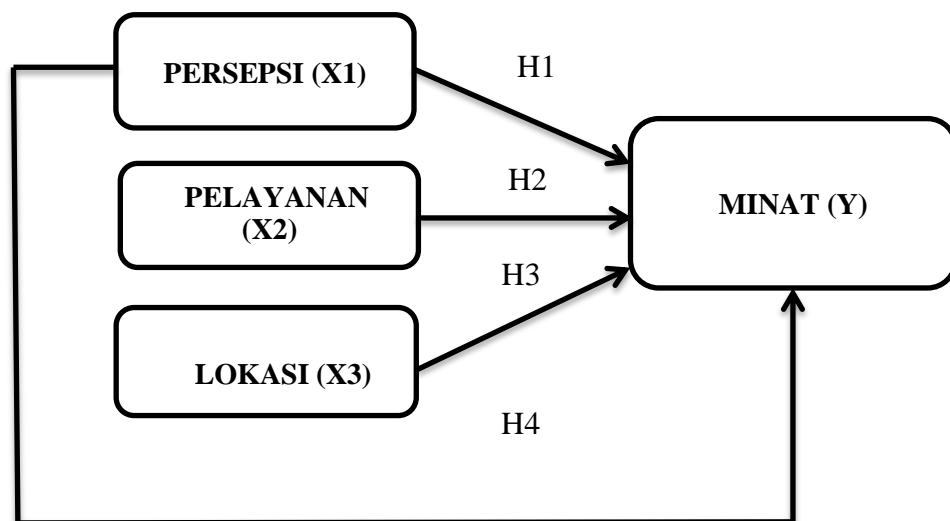 PERSEPSI (X1)
H1
H2
PELAYANAN
(X2)
MINAT (Y)
H3
LOKASI (X3)
H4